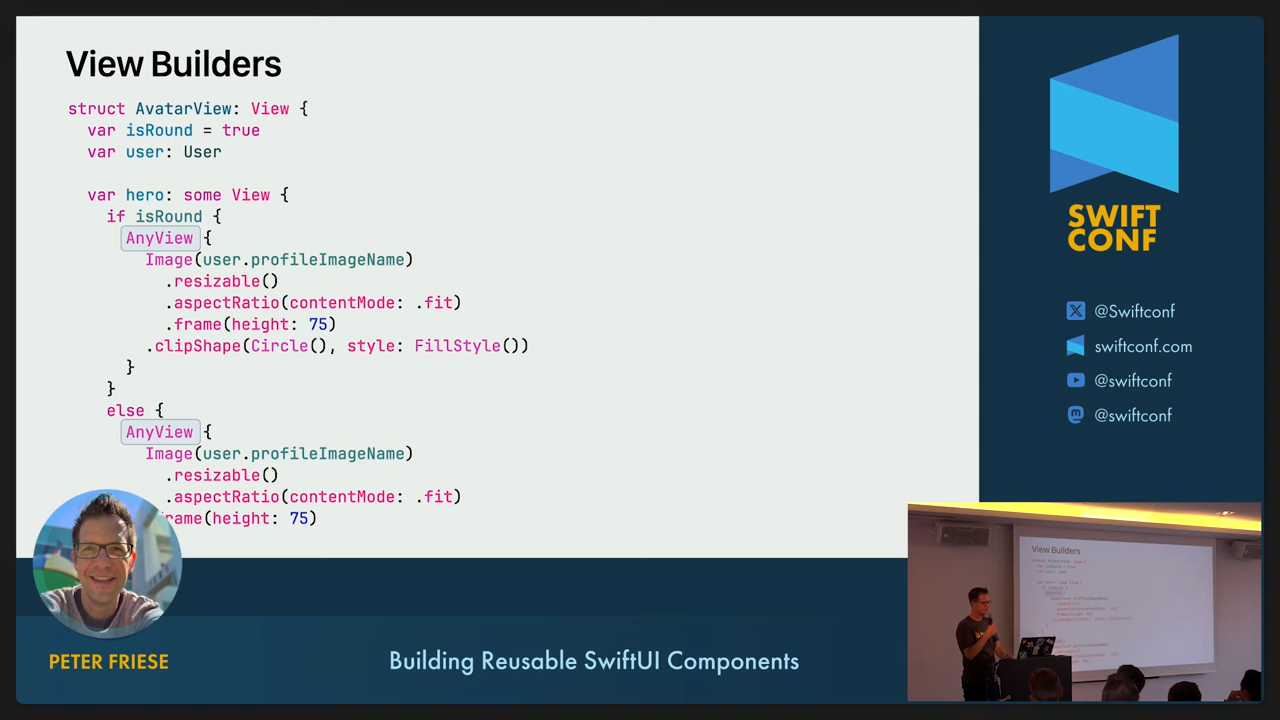 View Builders
struct AvatarView: View {
var isRound = true
var user: User
var hero: some View {
if isRound {
AnyView {
Image(user.profileImageName)
.resizable()
.aspectRatio(contentMode: .fit)
.frame(height: 75)
.clipShape(Circle(), style: FillStyle())
}
}
else {
AnyView {
Image(user.profileImageName)
.resizable()
.aspectRatio(contentMode: .fit)
rame(height: 75)
PETER FRIESE
Building Reusable SwiftUI Components
SWIFT
CONF
@Swiftconf
swiftconf.com
@swiftconf
@swiftconf
View Builders